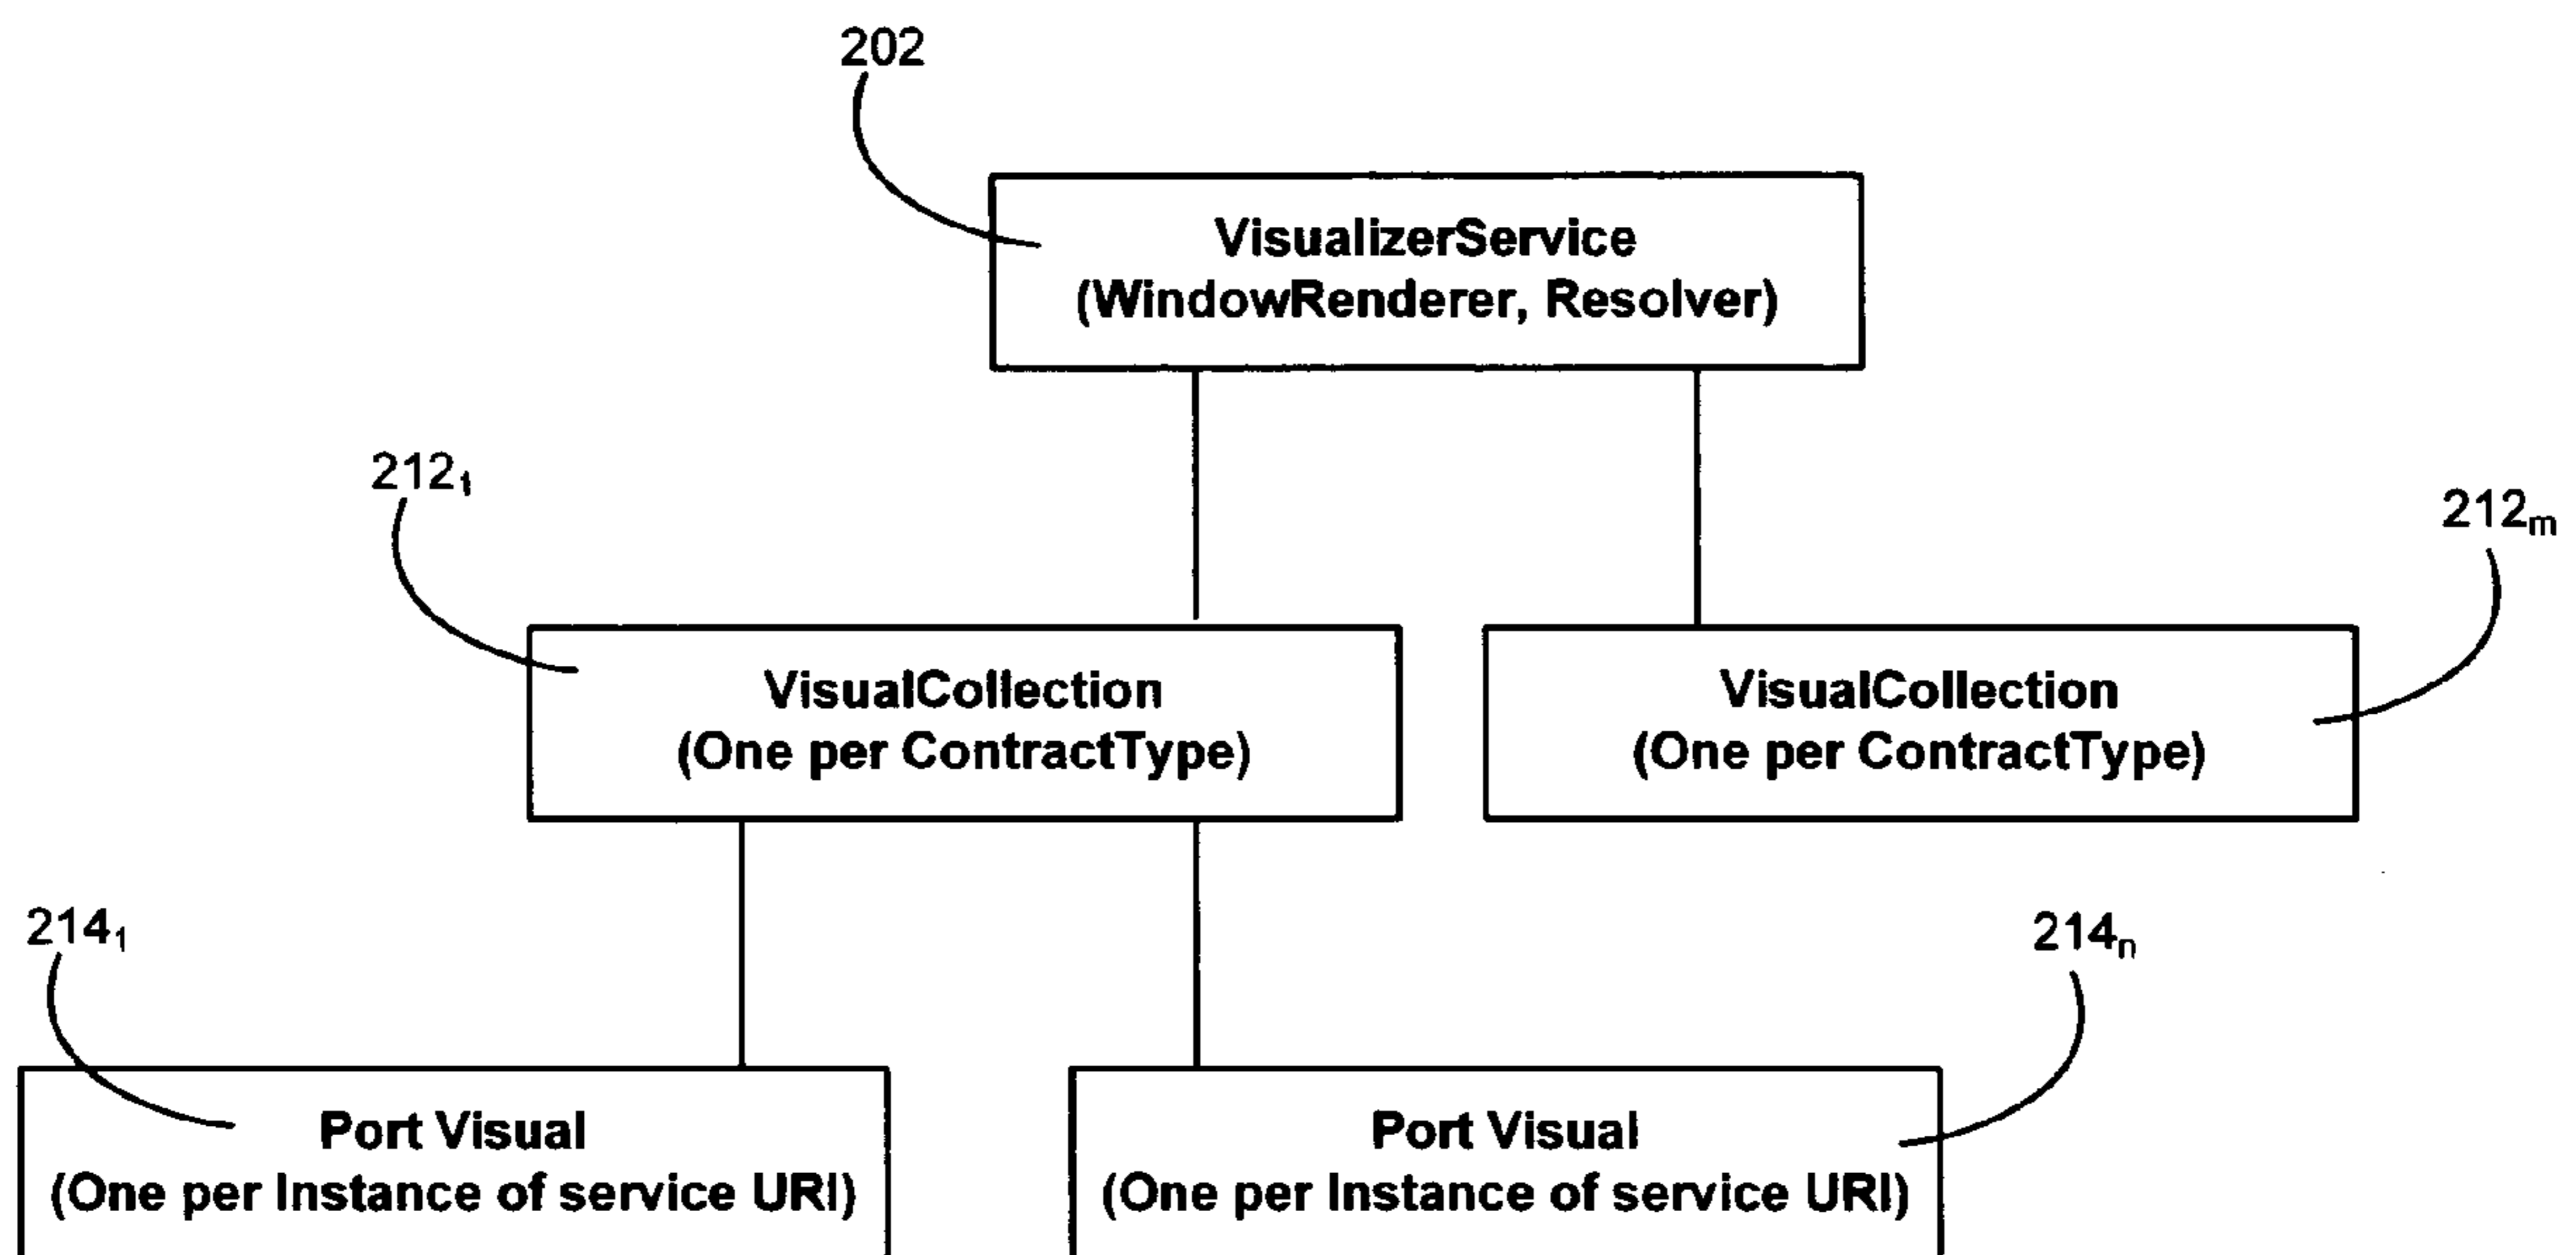 202
VisualizerService
(WindowRenderer, Resolver)
212₁
212ₘ
VisualCollection
(One per ContractType)
VisualCollection
(One per ContractType)
214₁
214ₙ
Port Visual
(One per Instance of service URI)
Port Visual
(One per Instance of service URI)